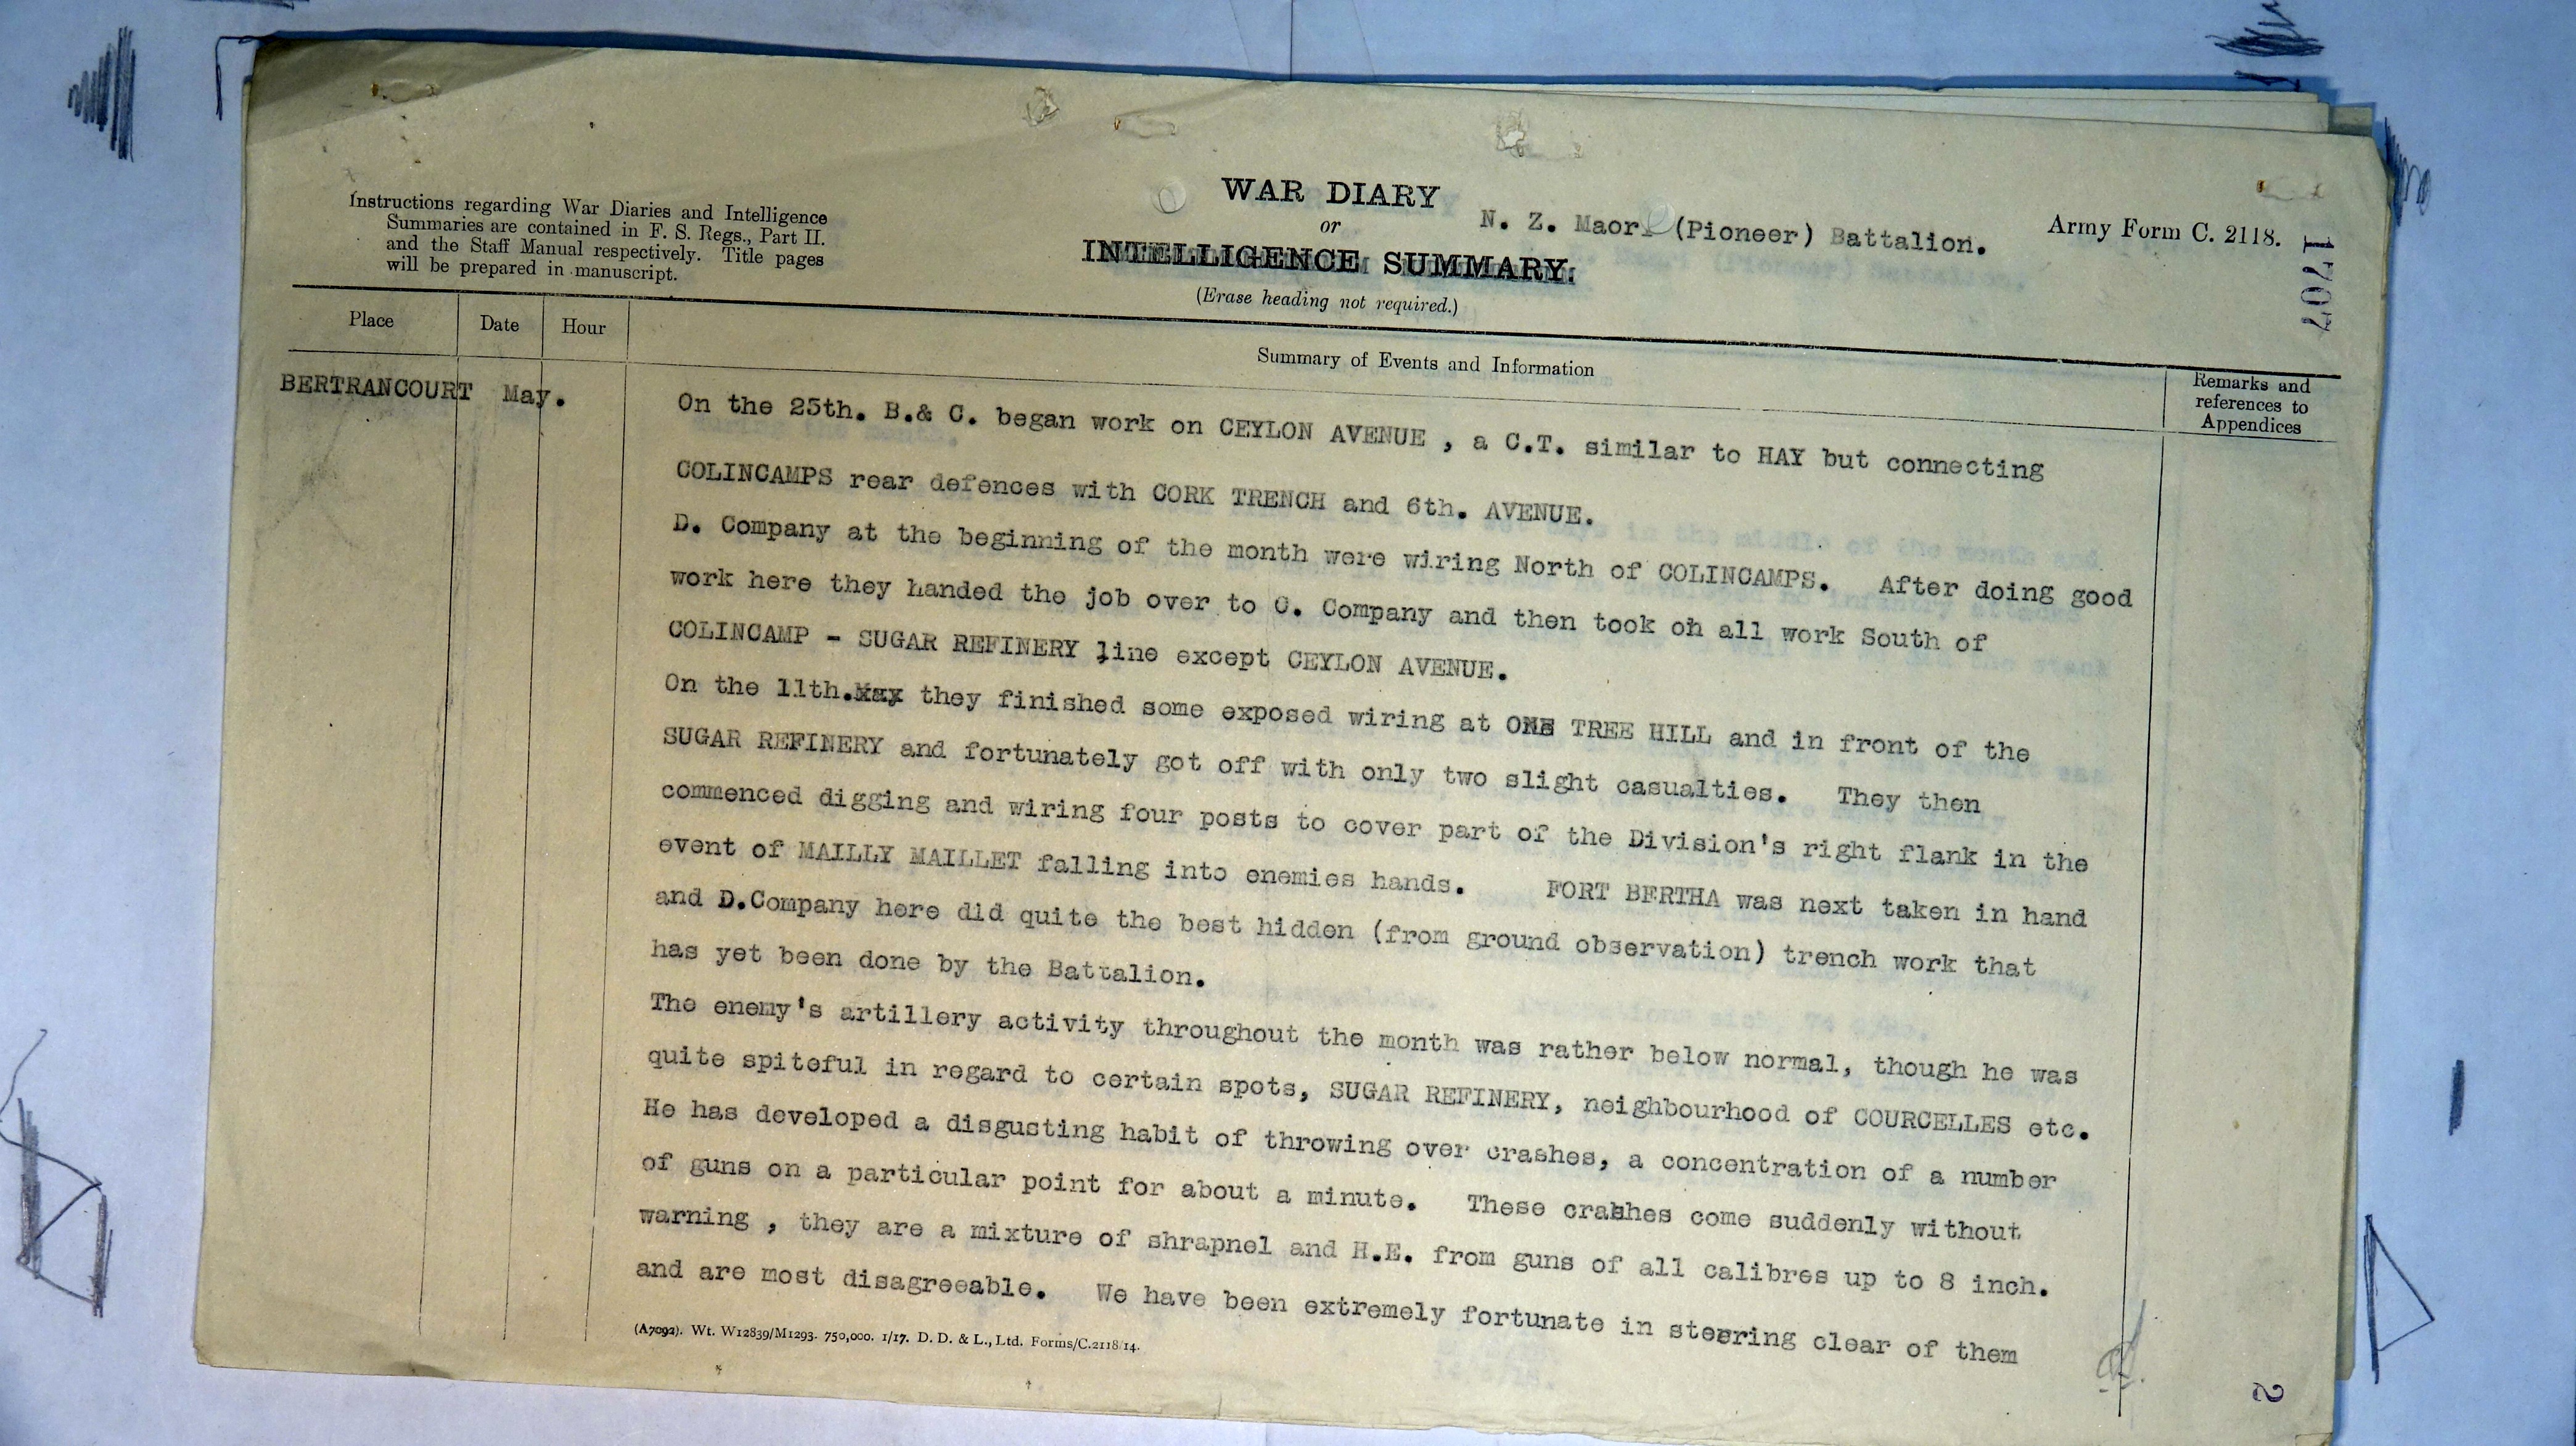 Instructions regarding War Diaries and Intelligence
Summaries are contained in F. S. Regs., Part II.
and the Staff Manual respectively. Title pages
will be prepared in manuscript.
WAR DIARY
or
INTELLIGENCE SUMMARY.
(Erase heading not required.)
N. Z. Maori (Pioneer) Battalion.
Army Form C. 2118.
1707
Place
Date
Hour
Summary of Events and Information
Remarks and
references to
Appendices
BERTRANCOURT May.
On the 25th. B.& C. began work on CEYLON AVENUE , a C.T. similar to HAY but connecting
COLINCAMPS rear defences with CORK TRENCH and 6th. AVENUE.
D. Company at the beginning of the month were wiring North of COLINCAMPS. After doing good
work here they handed the job over to C. Company and then took on all work South of
COLINCAMP - SUGAR REFINERY line except CEYLON AVENUE.
On the 11th.May they finished some exposed wiring at ONE TREE HILL and in front of the
SUGAR REFINERY and fortunately got off with only two slight casualties. They then
commenced digging and wiring four posts to cover part of the Division's right flank in the
event of MAILLY MAILLET falling into enemies hands. FORT BERTHA was next taken in hand
and D.Company here did quite the best hidden (from ground observation) trench work that
has yet been done by the Battalion.
The enemy's artillery activity throughout the month was rather below normal, though he was
quite spiteful in regard to certain spots, SUGAR REFINERY, neighbourhood of COURCELLES etc.
He has developed a disgusting habit of throwing over crashes, a concentration of a number
of guns on a particular point for about a minute. These crashes come suddenly without
warning , they are a mixture of shrapnel and H.E. from guns of all calibres up to 8 inch.
and are most disagreeable. We have been extremely fortunate in steering clear of them
(A7092). Wt. W12839/M1293. 750,000. 1/17. D. D. & L., Ltd. Forms/C.2118/14.
2